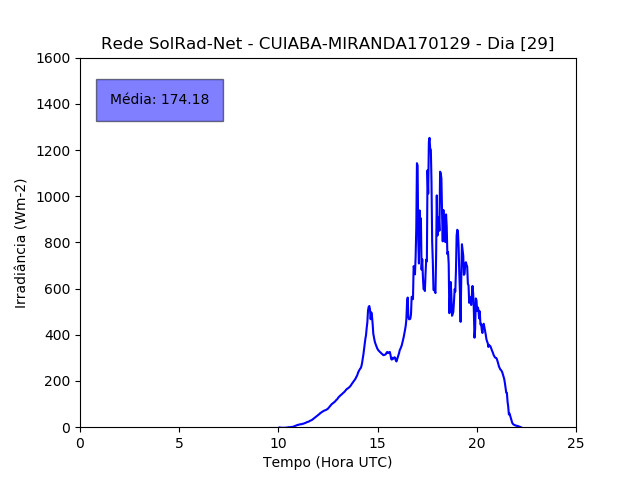 Rede SolRad-Net - CUIABA-MIRANDA170129 - Dia [29]
Média: 174.18
Irradiância (Wm-2)
1600
1400
1200
1000
800
600
400
200
0
0 5 10 15 20 25
Tempo (Hora UTC)